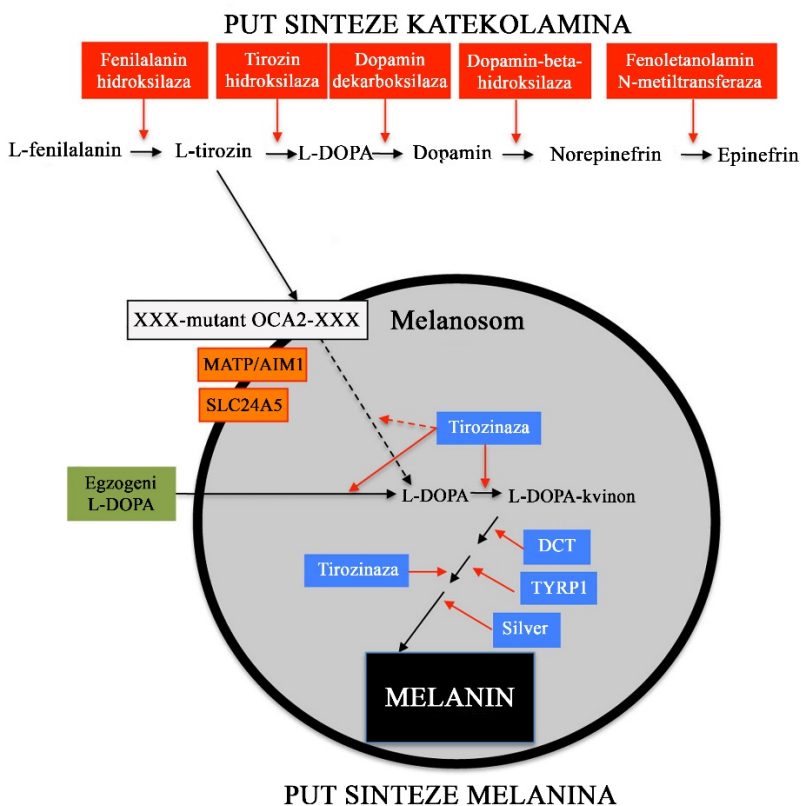 PUT SINTEZE KATEKOLAMINA
Fenilalanin
hidroksilaza
Tirozin
hidroksilaza
Dopamin
dekarboksilaza
Dopamin-beta-
hidroksilaza
Fenoletanolamin
N-metiltransferaza
L-fenilalanin
L-tirozin
L-DOPA
Dopamin
Norepinefrin
Epinefrin
XXX-mutant OCA2-XXX
Melanosom
MATP/AIM1
SLC24A5
Tirozinaza
Egzogeni
L-DOPA
L-DOPA
L-DOPA-kvinon
DCT
Tirozinaza
TYRP1
Silver
MELANIN
PUT SINTEZE MELANINA